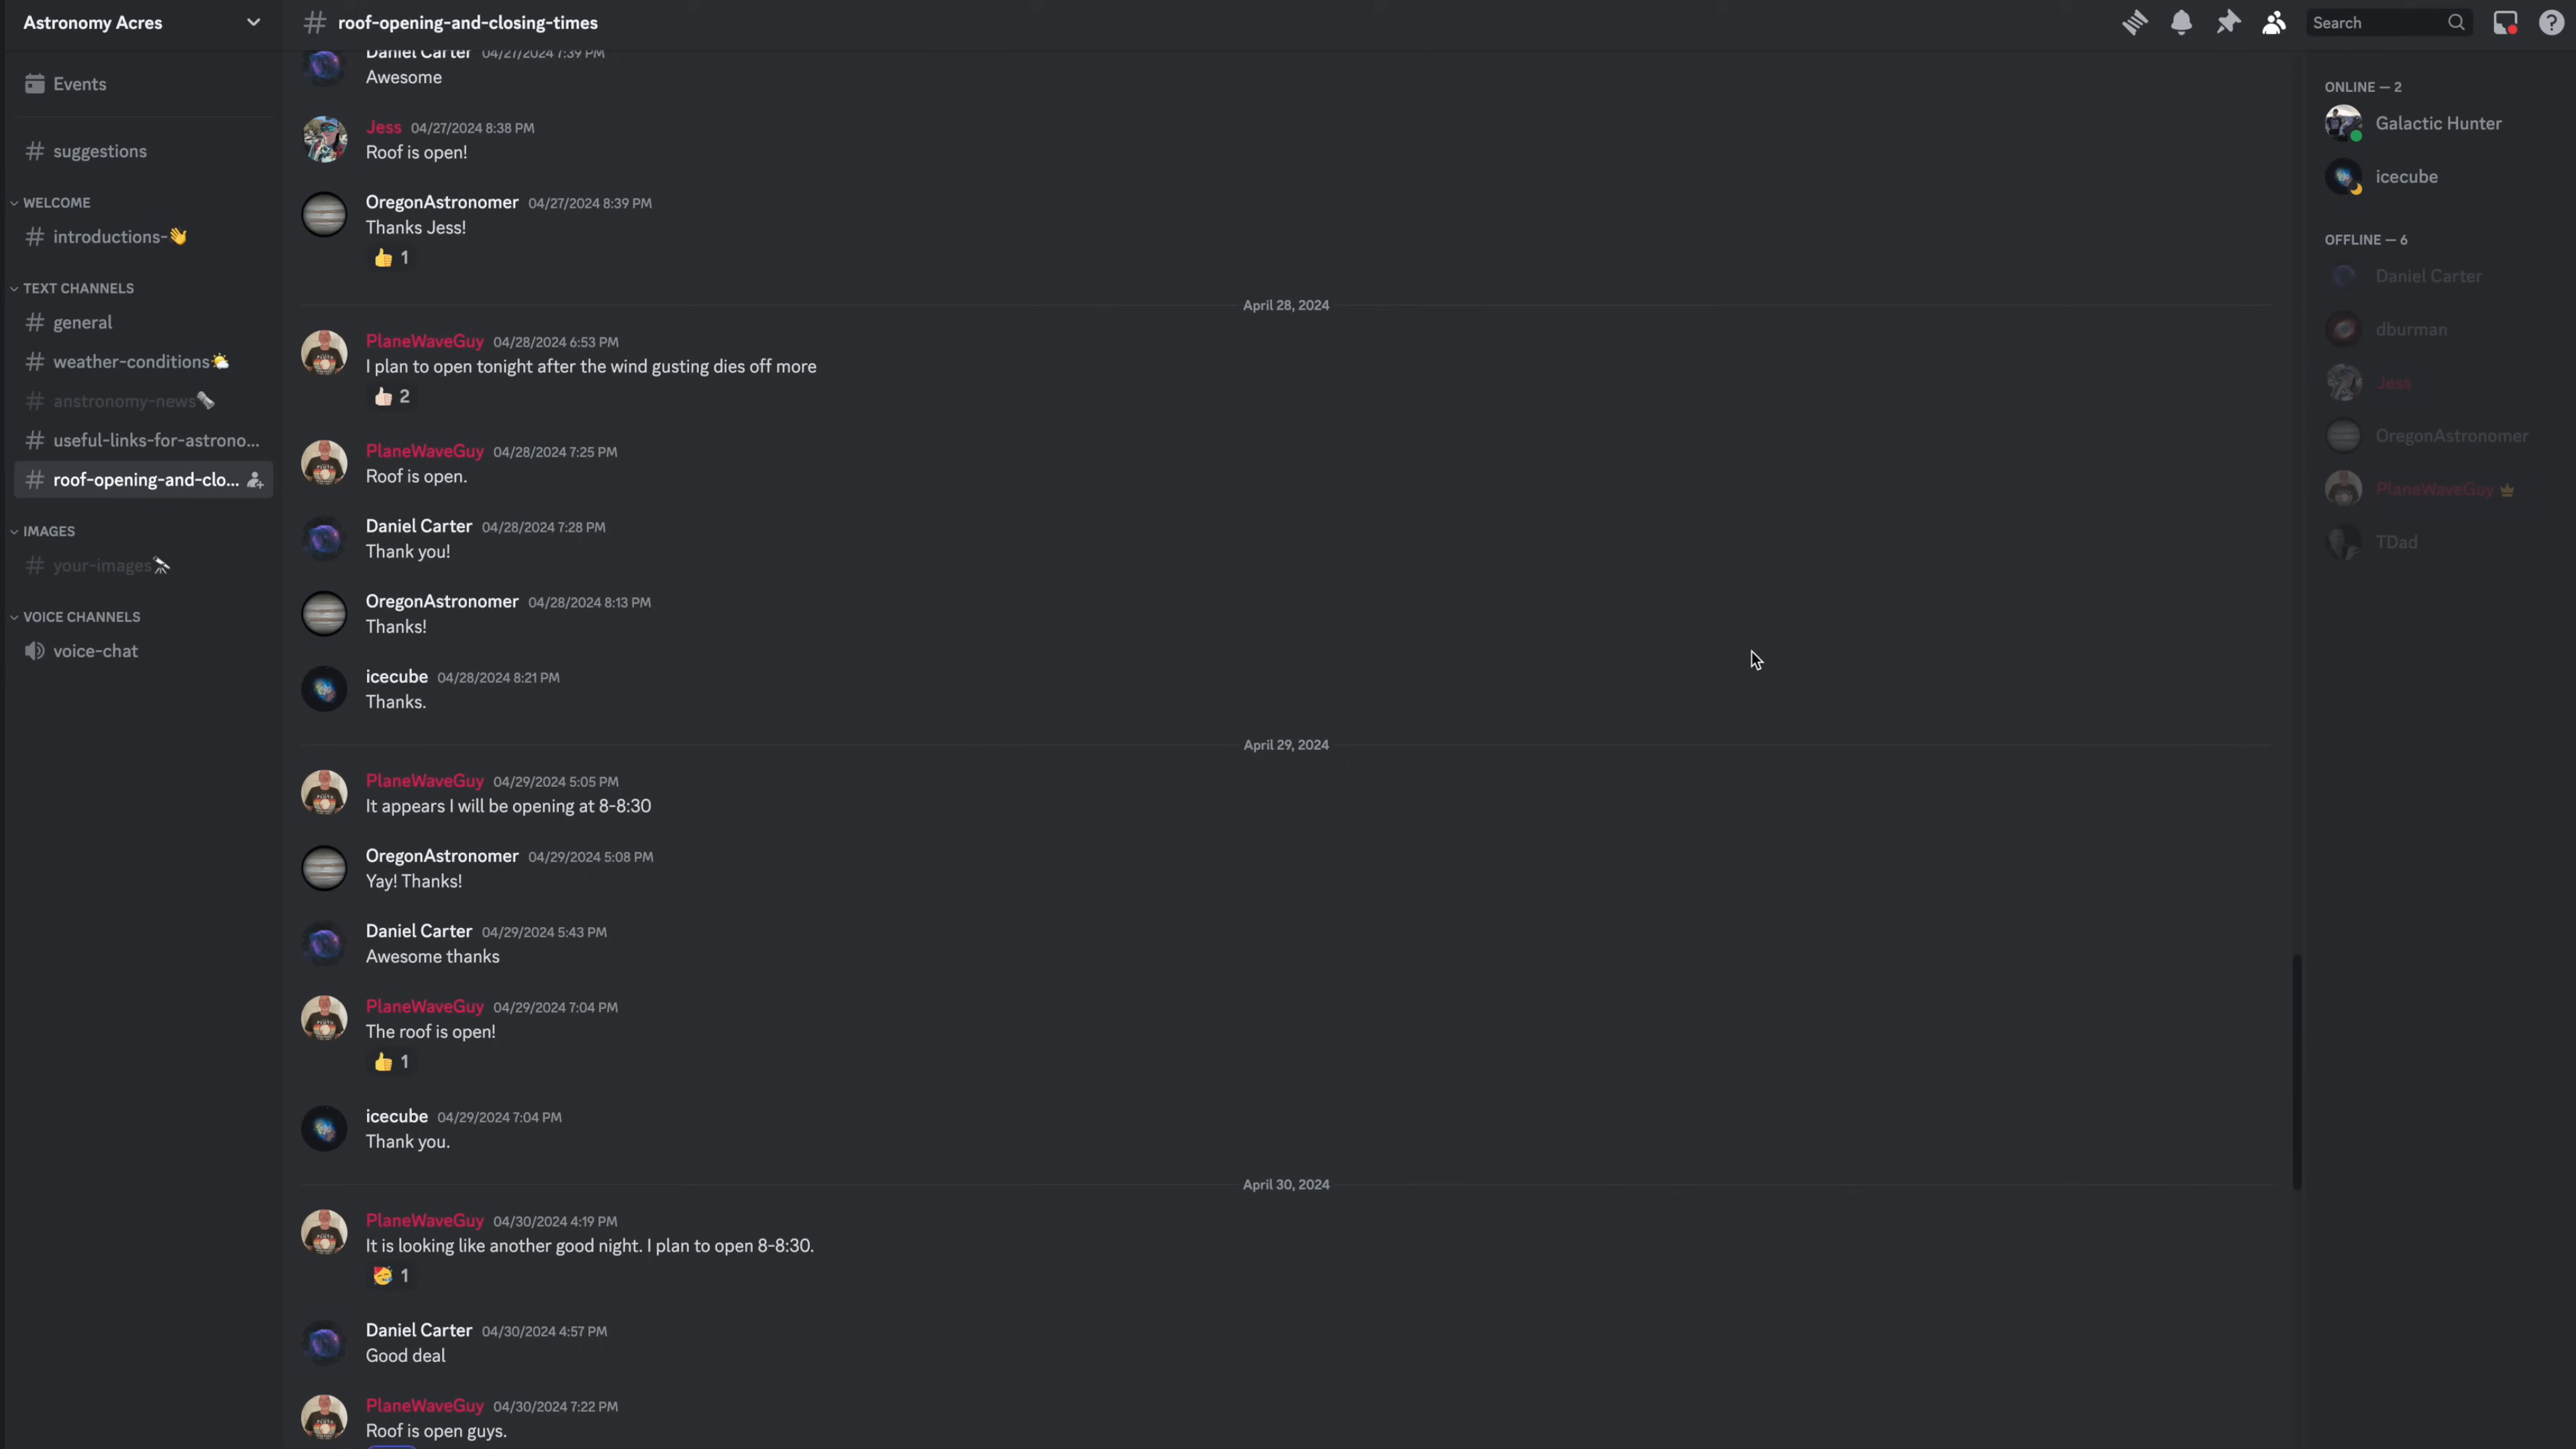 Astronomy Acres
Events
# suggestions
WELCOME
# introductions-👋
TEXT CHANNELS
# general
# weather-conditions🌤️
# anstronomy-news🗞️
# useful-links-for-astrono...
# roof-opening-and-clo...
IMAGES
# your-images🔭
VOICE CHANNELS
voice-chat
# roof-opening-and-closing-times
Search
Daniel Carter 04/27/2024 7:39 PM
Awesome
Jess 04/27/2024 8:38 PM
Roof is open!
OregonAstronomer 04/27/2024 8:39 PM
Thanks Jess!
👍 1
April 28, 2024
PlaneWaveGuy 04/28/2024 6:53 PM
I plan to open tonight after the wind gusting dies off more
👍🏻 2
PlaneWaveGuy 04/28/2024 7:25 PM
Roof is open.
Daniel Carter 04/28/2024 7:28 PM
Thank you!
OregonAstronomer 04/28/2024 8:13 PM
Thanks!
icecube 04/28/2024 8:21 PM
Thanks.
April 29, 2024
PlaneWaveGuy 04/29/2024 5:05 PM
It appears I will be opening at 8-8:30
OregonAstronomer 04/29/2024 5:08 PM
Yay! Thanks!
Daniel Carter 04/29/2024 5:43 PM
Awesome thanks
PlaneWaveGuy 04/29/2024 7:04 PM
The roof is open!
👍 1
icecube 04/29/2024 7:04 PM
Thank you.
April 30, 2024
PlaneWaveGuy 04/30/2024 4:19 PM
It is looking like another good night. I plan to open 8-8:30.
🥳 1
Daniel Carter 04/30/2024 4:57 PM
Good deal
PlaneWaveGuy 04/30/2024 7:22 PM
Roof is open guys.
ONLINE — 2
Galactic Hunter
icecube
OFFLINE — 6
Daniel Carter
dburman
Jess
OregonAstronomer
PlaneWaveGuy
TDad